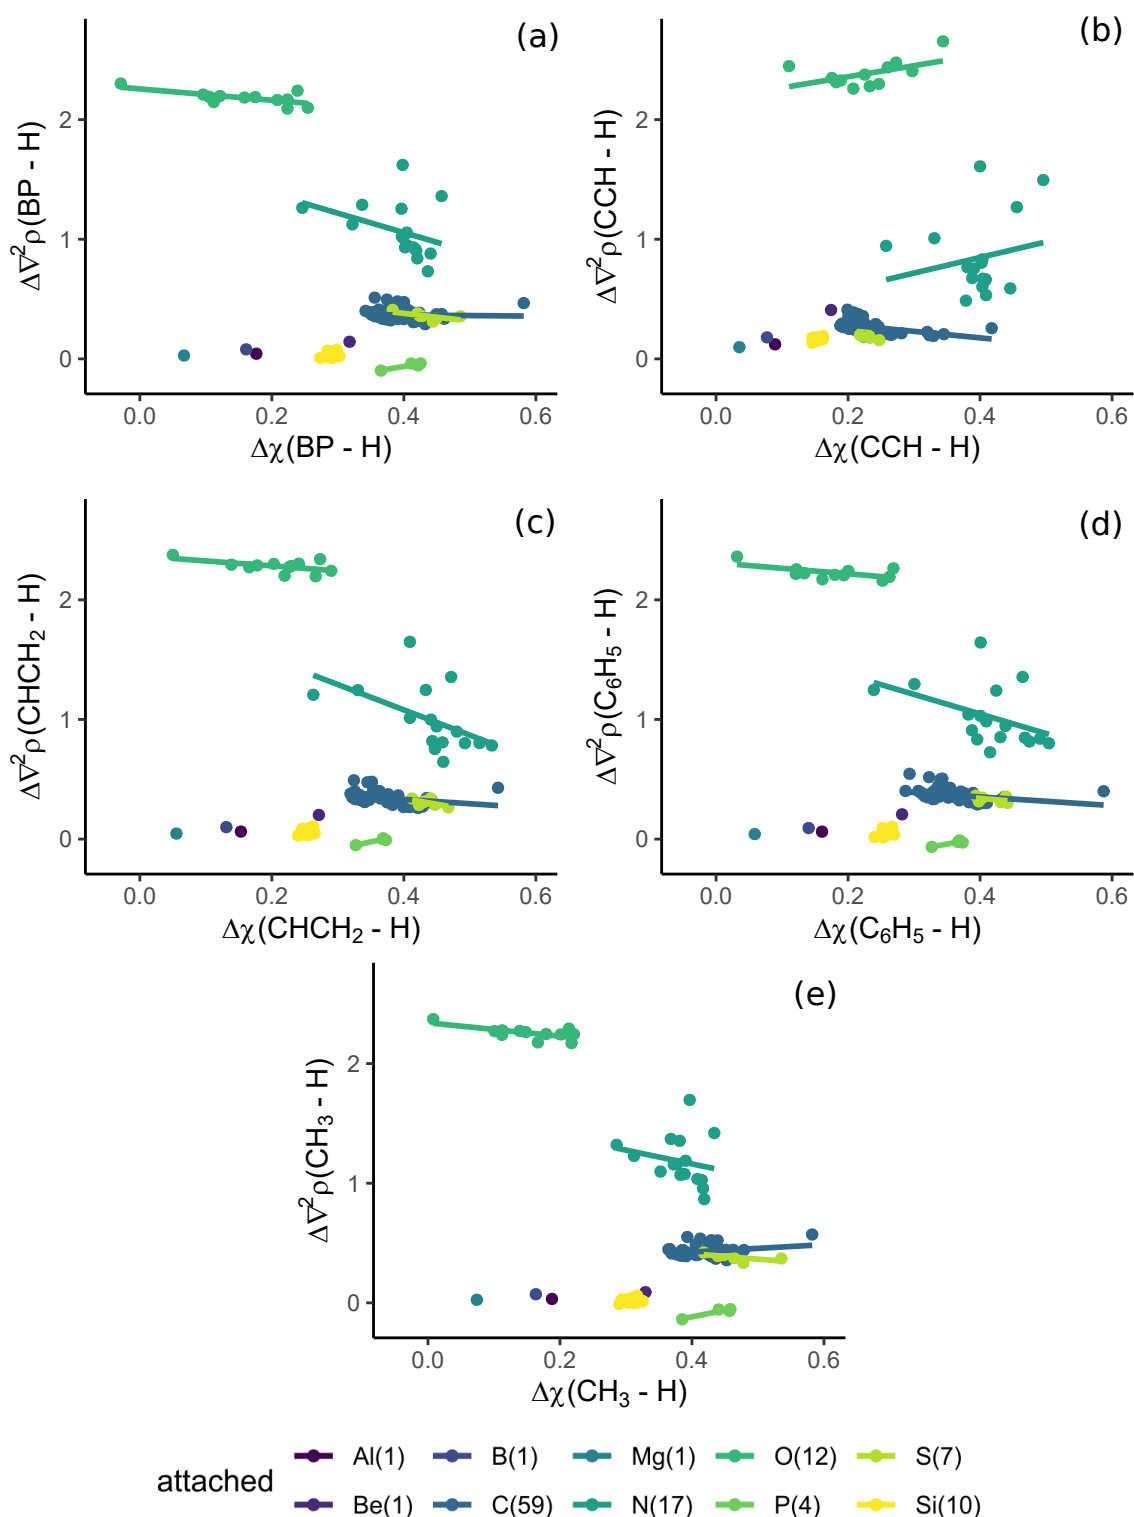 (a)
Δ∇²ρ(BP - H)
2
1
0
0.0 0.2 0.4 0.6
Δχ(BP - H)
(b)
Δ∇²ρ(CCH - H)
2
1
0
0.0 0.2 0.4 0.6
Δχ(CCH - H)
(c)
Δ∇²ρ(CHCH₂ - H)
2
1
0
0.0 0.2 0.4 0.6
Δχ(CHCH₂ - H)
(d)
Δ∇²ρ(C₆H₅ - H)
2
1
0
0.0 0.2 0.4 0.6
Δχ(C₆H₅ - H)
(e)
Δ∇²ρ(CH₃ - H)
2
1
0
0.0 0.2 0.4 0.6
Δχ(CH₃ - H)
attached
Al(1) B(1) Mg(1) O(12) S(7)
Be(1) C(59) N(17) P(4) Si(10)